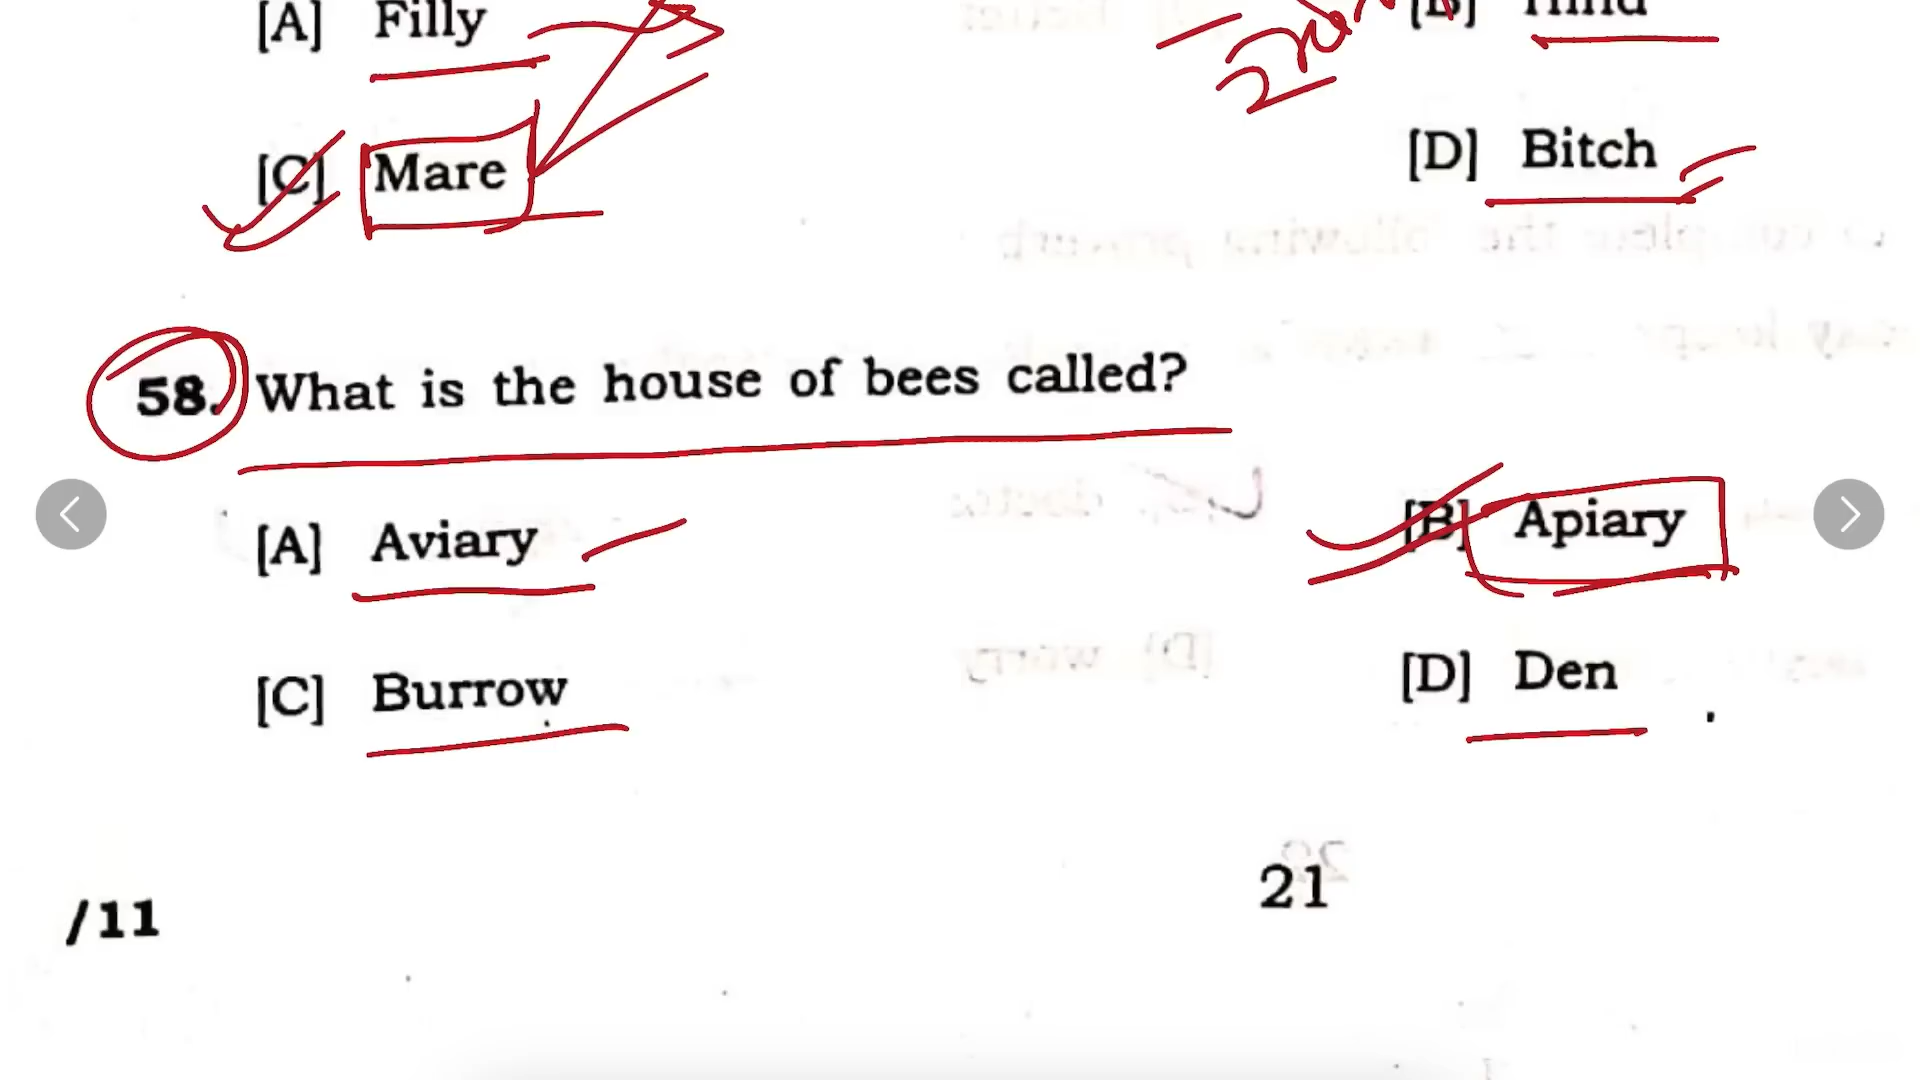 [A] Filly
[C] Mare
[D] Bitch
58. What is the house of bees called?
[A] Aviary
[B] Apiary
[C] Burrow
[D] Den
/11
21